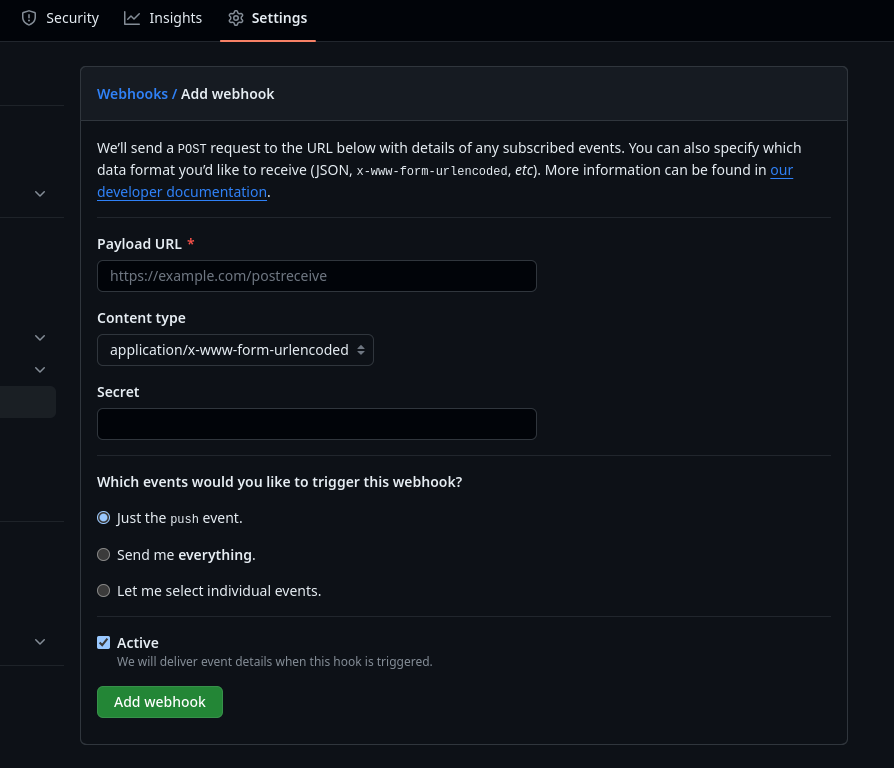 Security Insights Settings
Webhooks / Add webhook
We’ll send a POST request to the URL below with details of any subscribed events. You can also specify which
data format you’d like to receive (JSON, x-www-form-urlencoded, etc). More information can be found in our
developer documentation.
Payload URL *
https://example.com/postreceive
Content type
application/x-www-form-urlencoded
Secret
Which events would you like to trigger this webhook?
Just the push event.
Send me everything.
Let me select individual events.
Active
We will deliver event details when this hook is triggered.
Add webhook